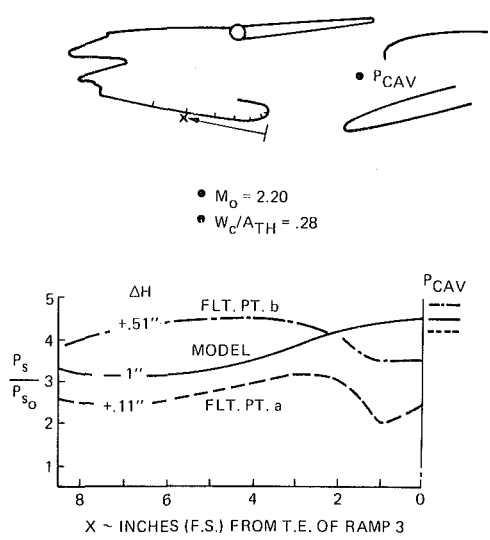 P_CAV
X
• M_o = 2.20
• W_c/A_TH = .28
P_CAV
ΔH
5
4
3
2
1
P_s
P_so
+.51"
FLT. PT. b
MODEL
1"
+.11"
FLT. PT. a
8 6 4 2 0
X ~ INCHES (F.S.) FROM T.E. OF RAMP 3